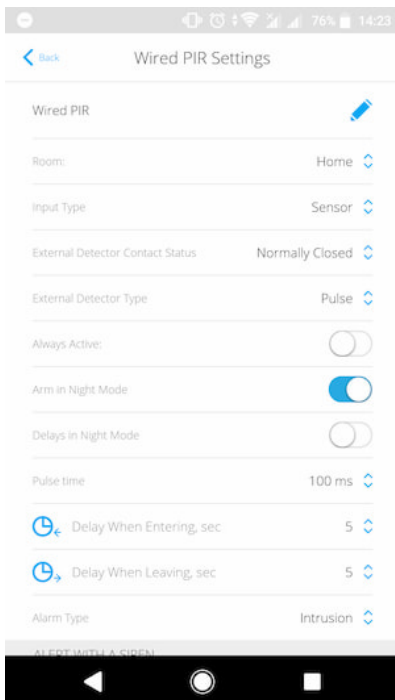 76% 14:23
Back Wired PIR Settings
Wired PIR
Room: Home
Input Type Sensor
External Detector Contact Status Normally Closed
External Detector Type Pulse
Always Active:
Arm in Night Mode
Delays in Night Mode
Pulse time 100 ms
Delay When Entering, sec 5
Delay When Leaving, sec 5
Alarm Type Intrusion
ALERT WITH A SIREN